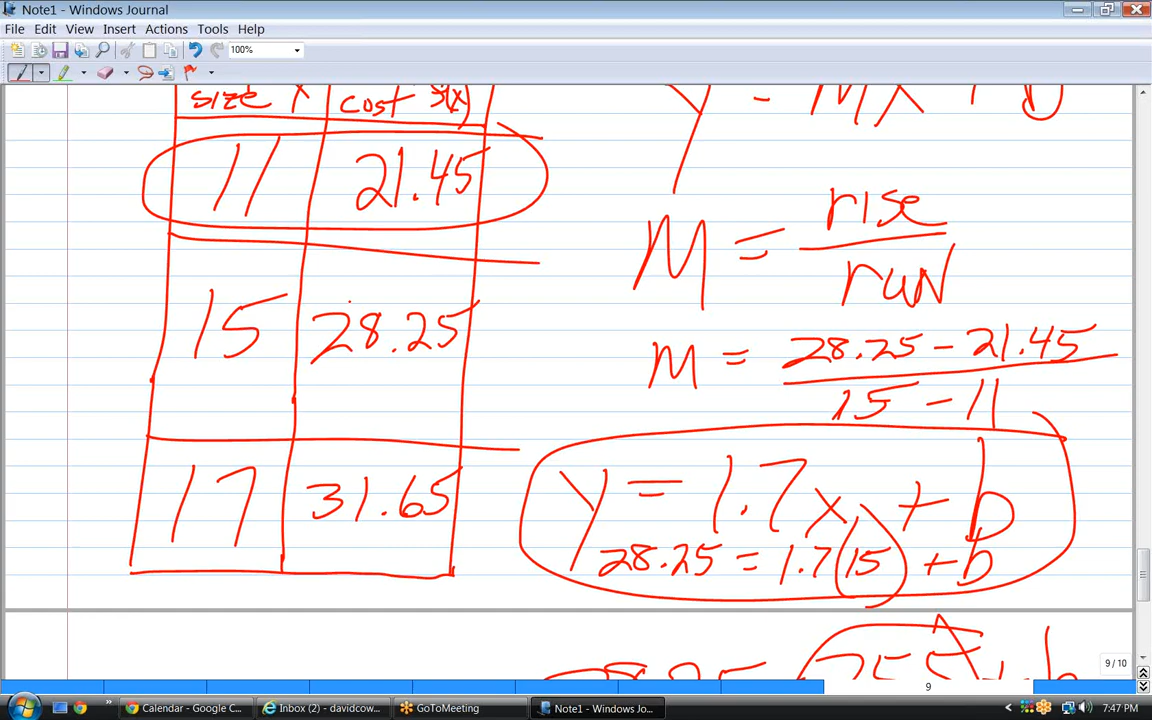 Note1 - Windows Journal
File Edit View Insert Actions Tools Help
100%
size x cost
y = mx + b
11 21.45
M = rise
run
15 28.25
M = 28.25 - 21.45
15 - 11
17 31.65
y = 1.7x + b
28.25 = 1.7(15) + b
9/10
9
Calendar - Google C...
Inbox (0) - davidcow...
GoToMeeting
Note1 - Windows Jo...
7:47 PM